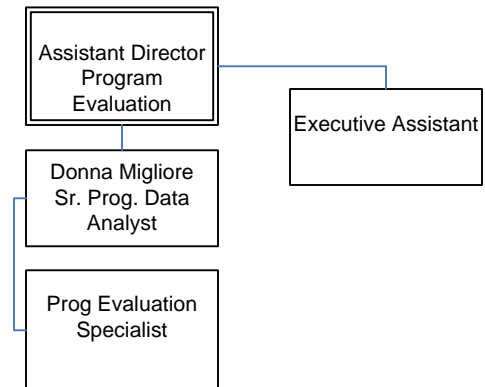 Assistant Director
Program
Evaluation
Executive Assistant
Donna Migliore
Sr. Prog. Data
Analyst
Prog Evaluation
Specialist